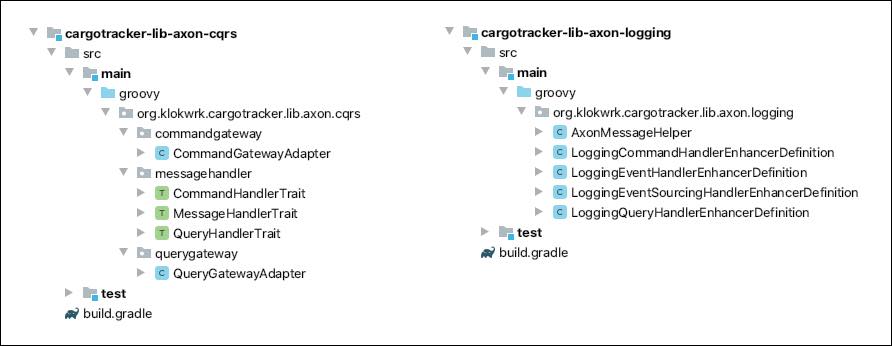 cargotracker-lib-axon-cqrs
src
main
groovy
org.klokwrk.cargotracker.lib.axon.cqrs
commandgateway
C CommandGatewayAdapter
messagehandler
T CommandHandlerTrait
T MessageHandlerTrait
T QueryHandlerTrait
querygateway
C QueryGatewayAdapter
test
build.gradle
cargotracker-lib-axon-logging
src
main
groovy
org.klokwrk.cargotracker.lib.axon.logging
C AxonMessageHelper
C LoggingCommandHandlerEnhancerDefinition
C LoggingEventHandlerEnhancerDefinition
C LoggingEventSourcingHandlerEnhancerDefinition
C LoggingQueryHandlerEnhancerDefinition
test
build.gradle